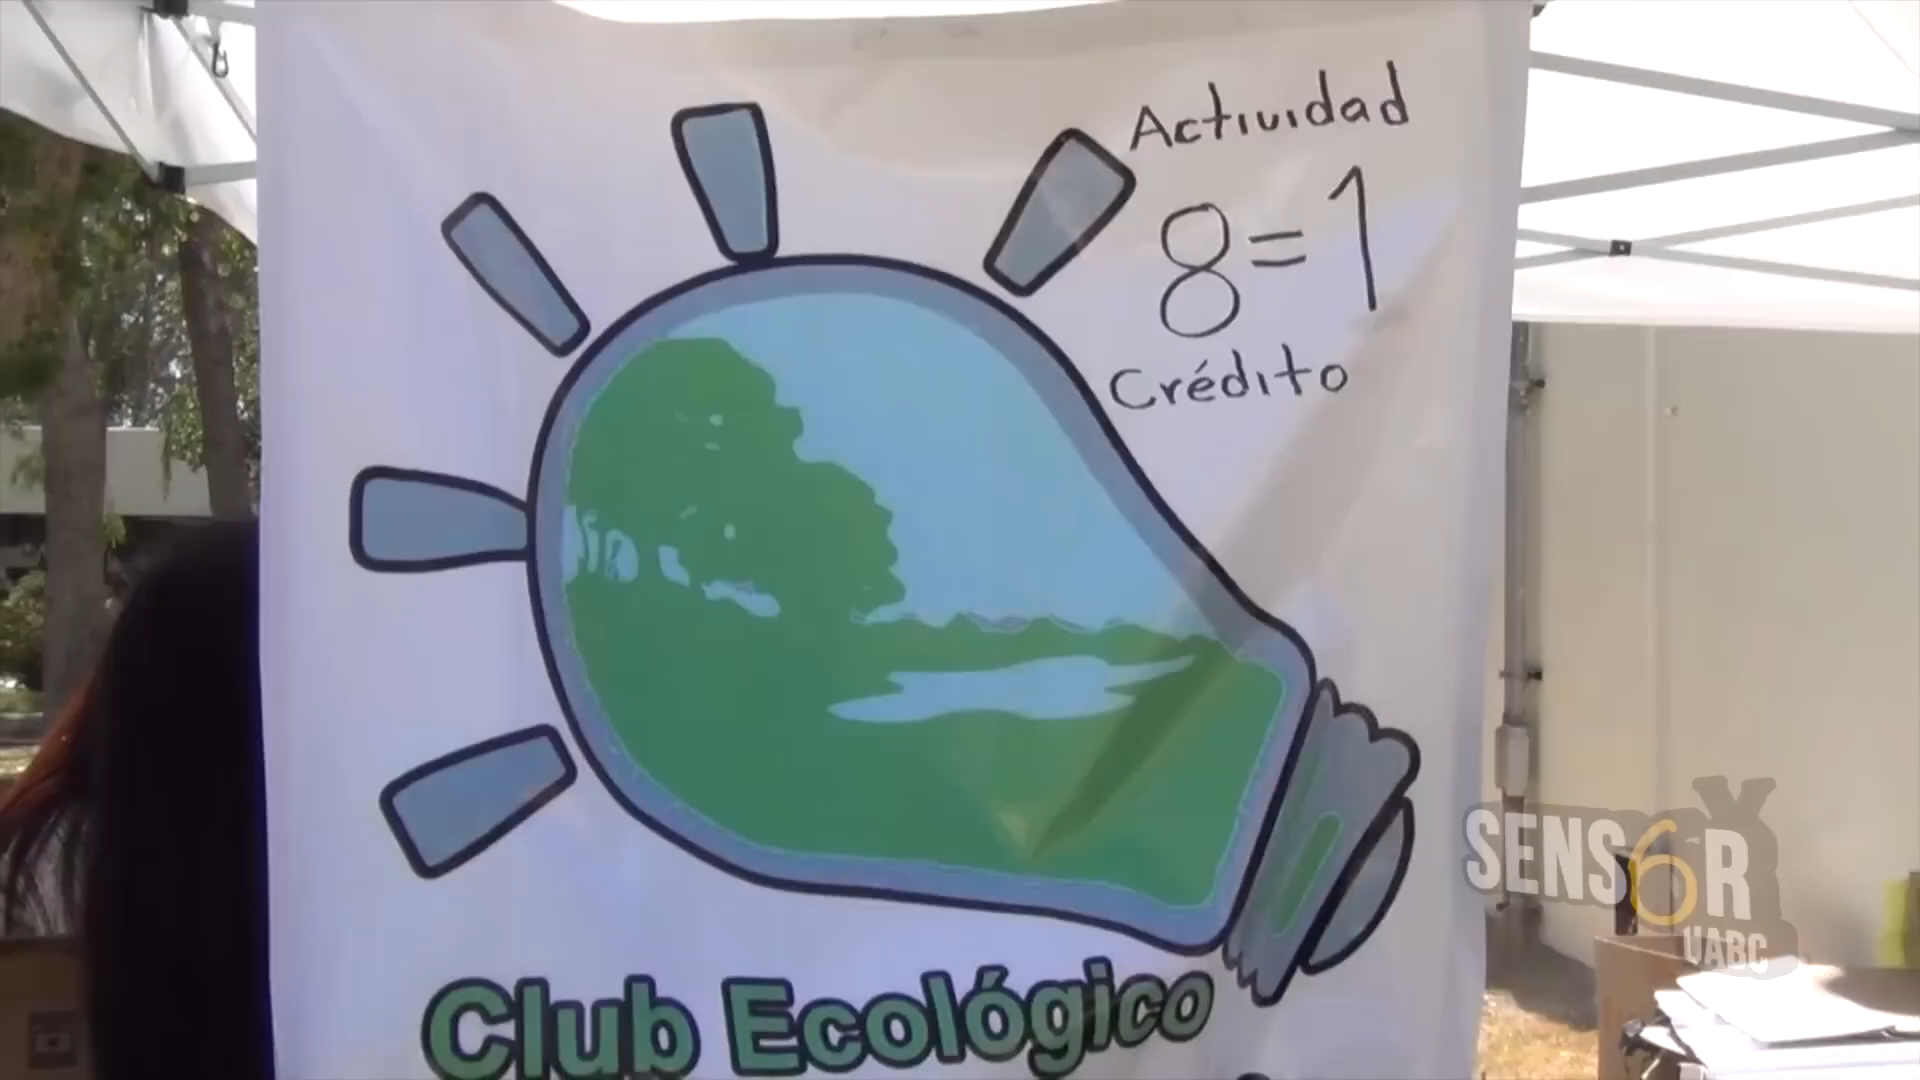 Actividad
8=1
Crédito
Club Ecológico
SENS6R
UABC